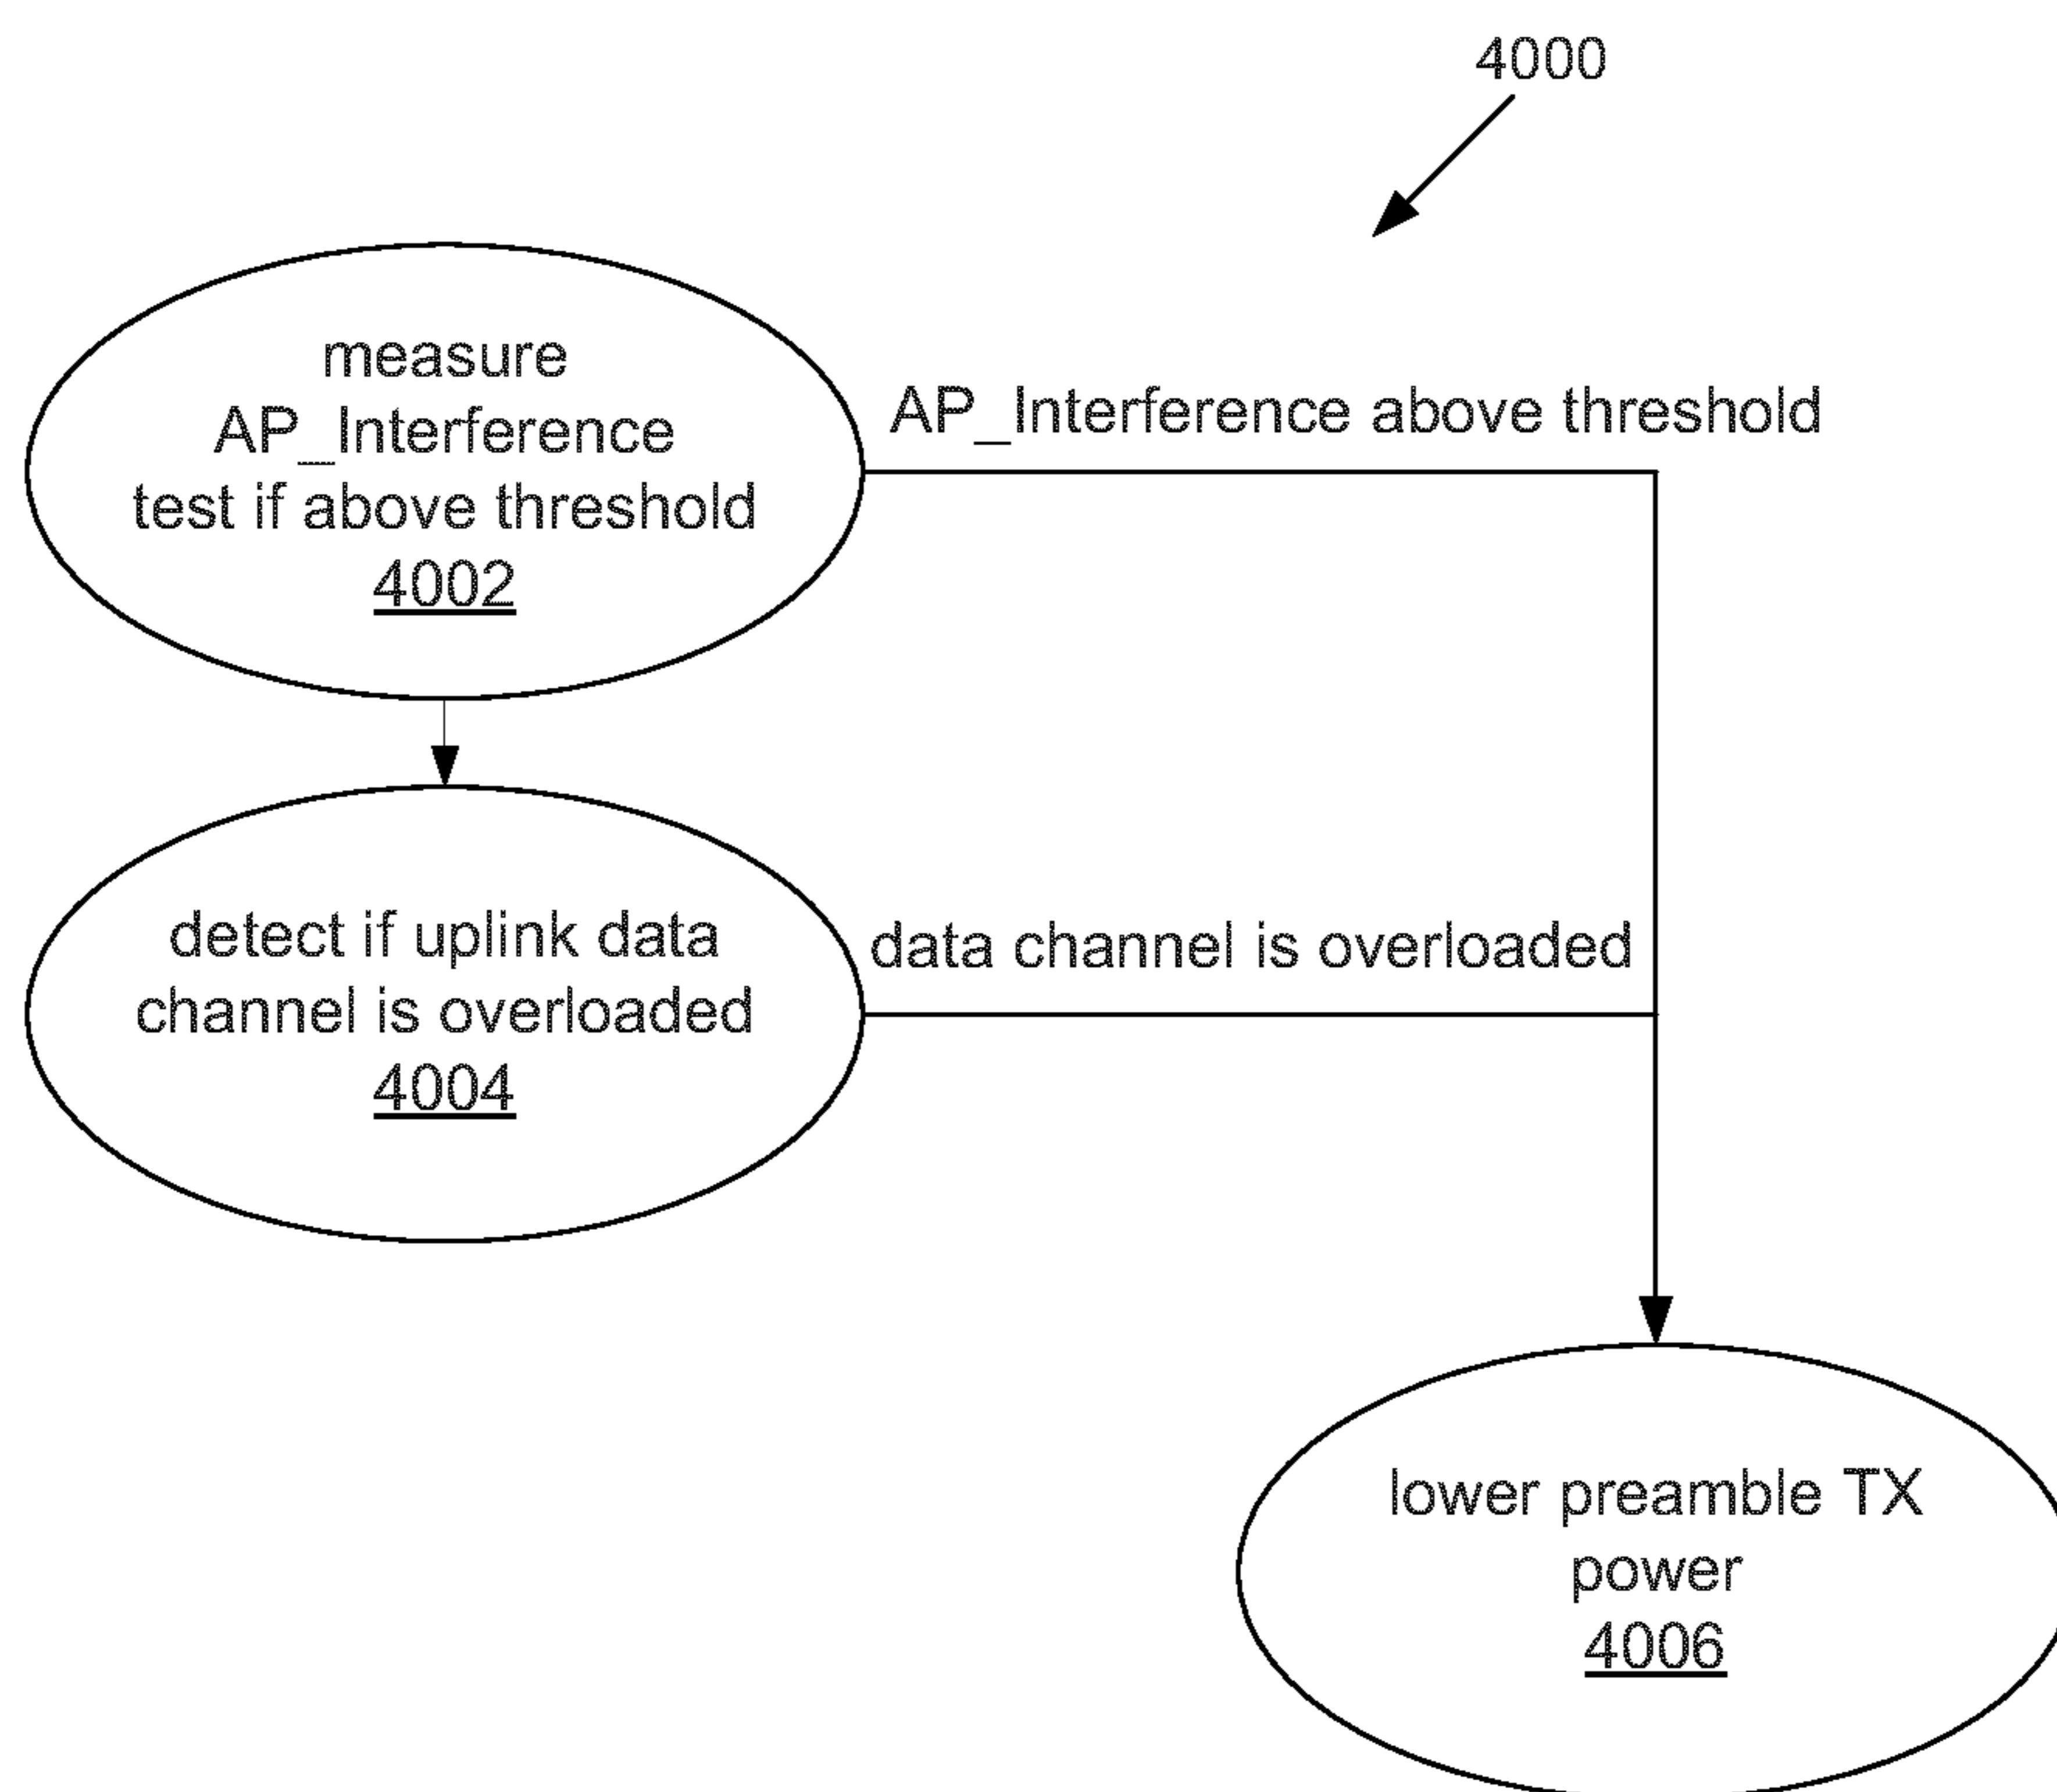 4000
measure
AP_Interference
test if above threshold
4002
AP_Interference above threshold
detect if uplink data
channel is overloaded
4004
data channel is overloaded
lower preamble TX
power
4006